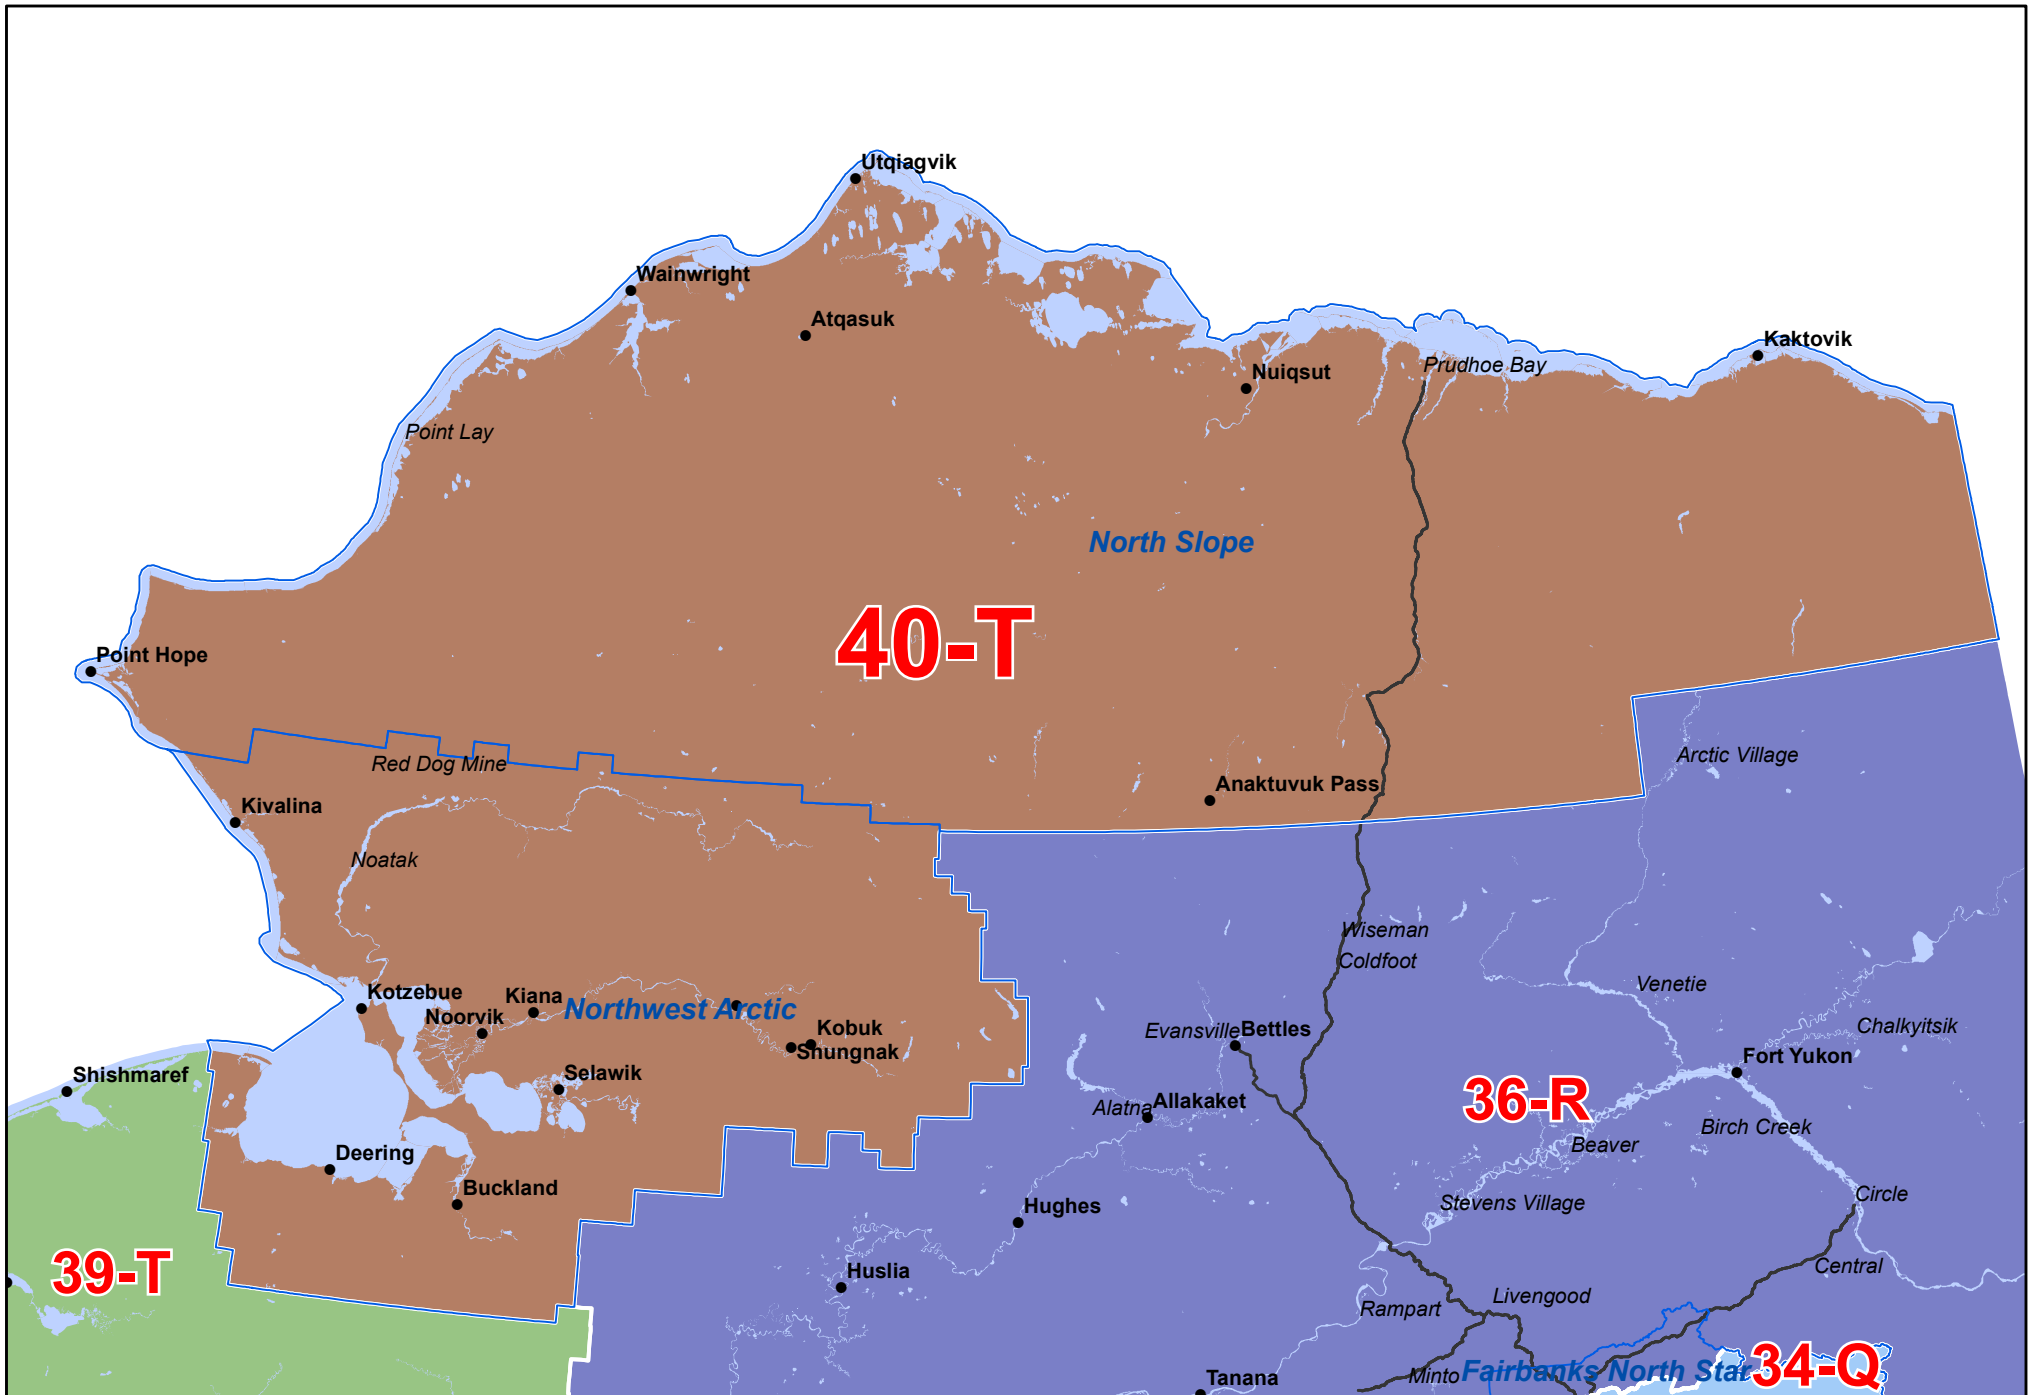 Utqiagvik
Wainwright
Atqasuk
Kaktovik
Prudhoe Bay
Nuiqsut
Point Lay
North Slope
40-T
Point Hope
Arctic Village
Red Dog Mine
Anaktuvuk Pass
Kivalina
Noatak
Wiseman
Coldfoot
Venetie
Kotzebue
Kiana
Northwest Arctic
Noorvik
Kobuk
Shungnak
Chalkyitsik
Evansville
Bettles
Fort Yukon
Shishmaref
Selawik
36-R
Alatna
Allakaket
Birch Creek
Beaver
Deering
Buckland
Circle
Stevens Village
Hughes
39-T
Huslia
Central
Livengood
Rampart
34-Q
Fairbanks North Star
Minto
Tanana